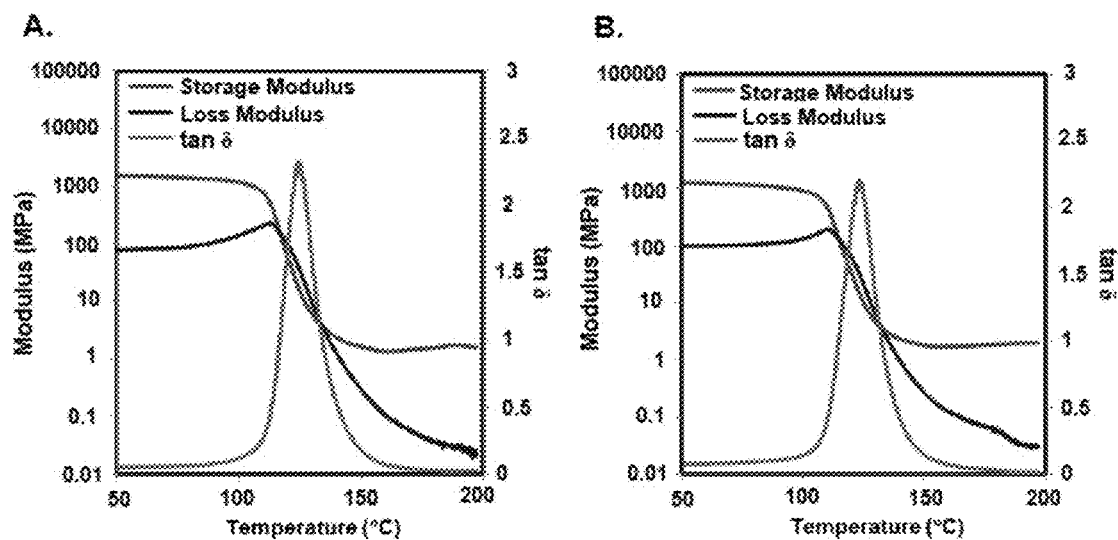 A.
Modulus (MPa)
100000
10000
1000
100
10
1
0.1
0.01
Storage Modulus
Loss Modulus
tan δ
3
2.5
2
1.5
1
0.5
0
tan δ
50
100
150
200
Temperature (°C)
B.
Modulus (MPa)
100000
10000
1000
100
10
1
0.1
0.01
Storage Modulus
Loss Modulus
tan δ
3
2.5
2
1.5
1
0.5
0
tan δ
50
100
150
200
Temperature (°C)